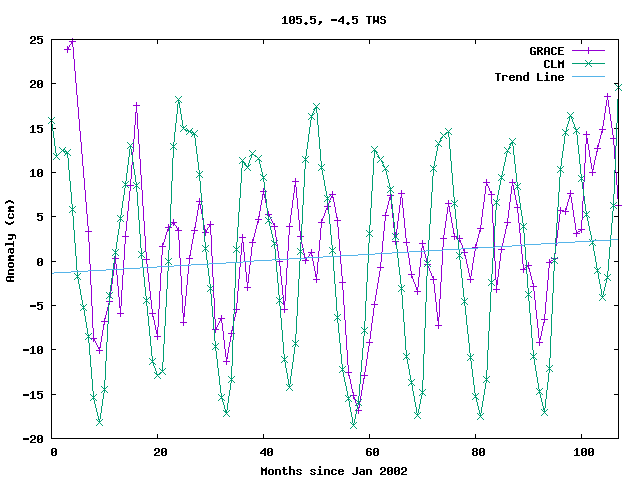 105.5, -4.5 TWS
GRACE
CLM
Trend Line
25
20
15
10
5
0
-5
-10
-15
-20
Anomaly (cm)
0 20 40 60 80 100
Months since Jan 2002